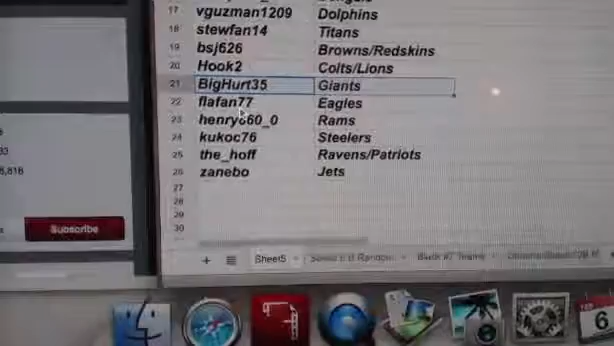 17 vguzman1209 Dolphins
18 stewfan14 Titans
19 bsj626 Browns/Redskins
20 Hook2 Colts/Lions
21 BigHurt35 Giants
22 flafan77 Eagles
23 henry660_0 Rams
24 kukoc76 Steelers
25 the_hoff Ravens/Patriots
26 zanebo Jets
27
28
29
30
Subscribe
+ Sheet5
FEB
6